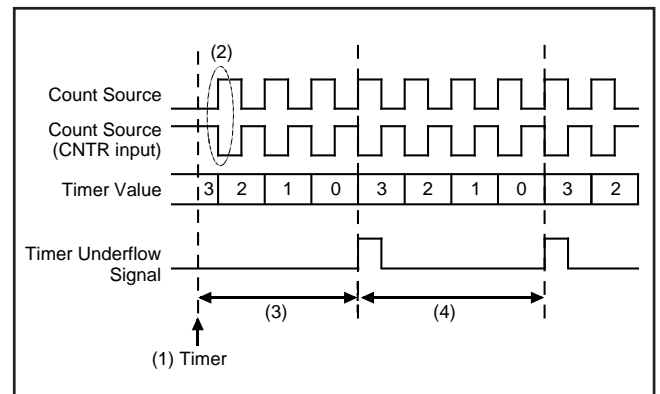 (2)
Count Source
Count Source
(CNTR input)
Timer Value 3 2 1 0 3 2 1 0 3 2
Timer Underflow
Signal
(3) (4)
(1) Timer